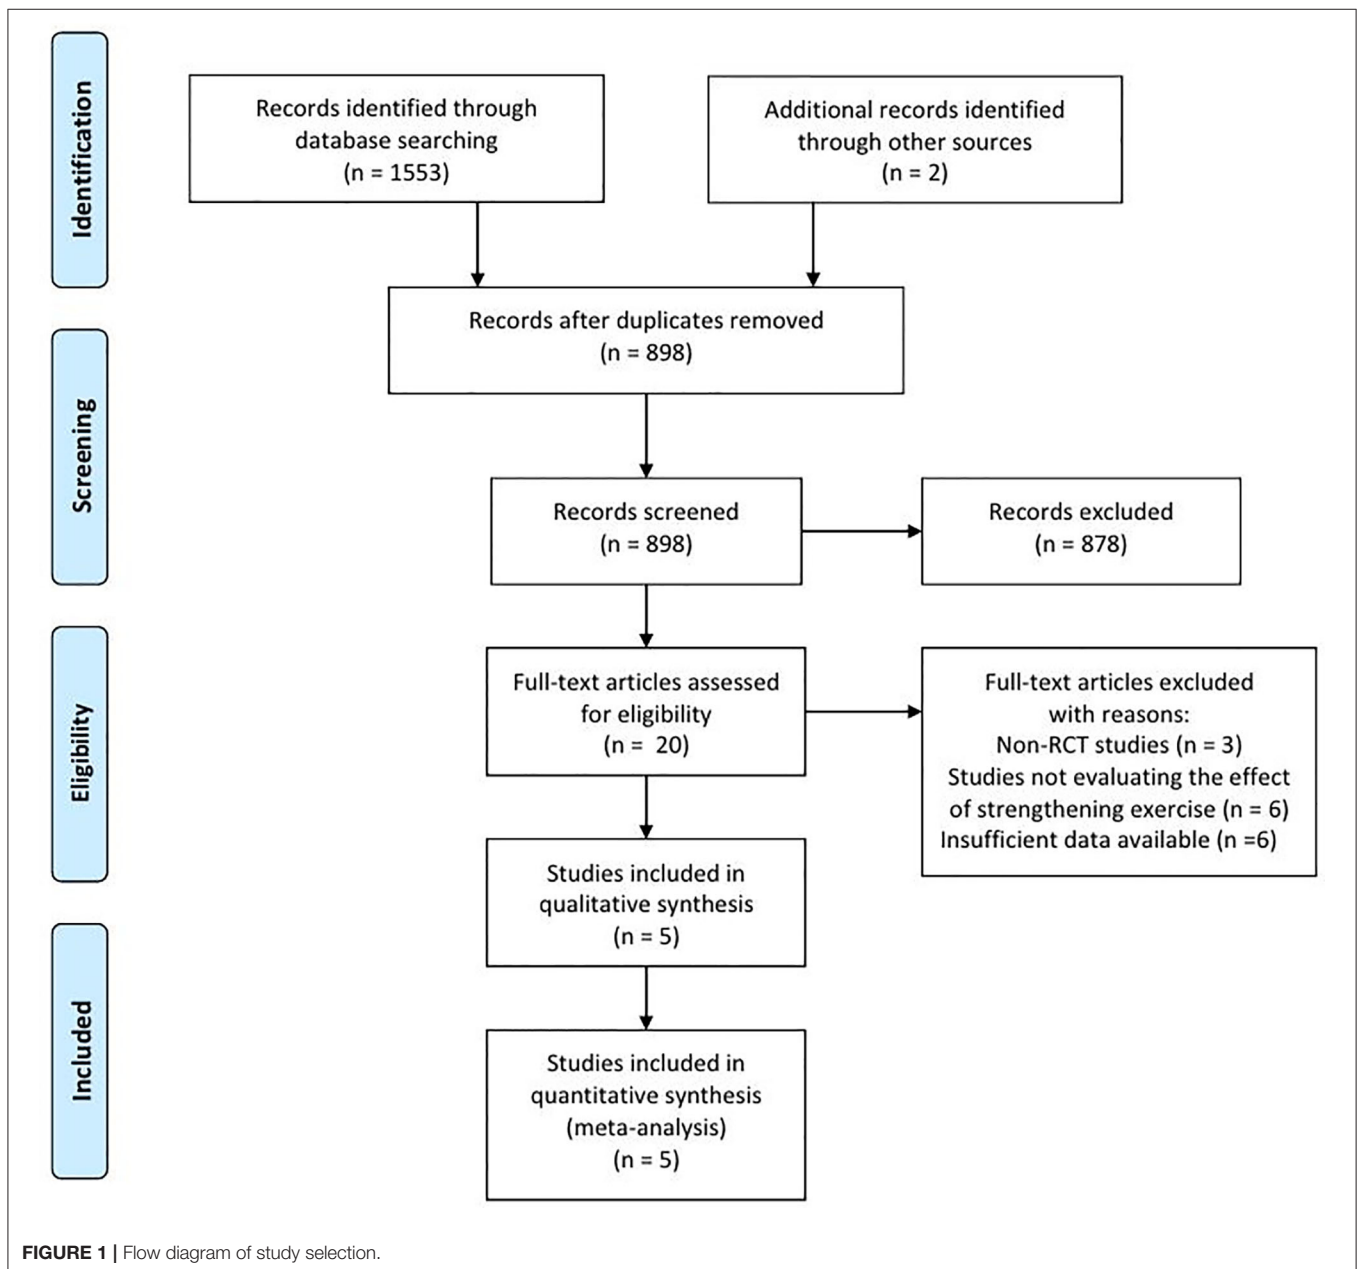 Identification
Records identified through
database searching
(n = 1553)
Additional records identified
through other sources
(n = 2)
Records after duplicates removed
(n = 898)
Screening
Records screened
(n = 898)
Records excluded
(n = 878)
Eligibility
Full-text articles assessed
for eligibility
(n = 20)
Full-text articles excluded
with reasons:
Non-RCT studies (n = 3)
Studies not evaluating the effect
of strengthening exercise (n = 6)
Insufficient data available (n =6)
Studies included in
qualitative synthesis
(n = 5)
Included
Studies included in
quantitative synthesis
(meta-analysis)
(n = 5)
FIGURE 1 | Flow diagram of study selection.